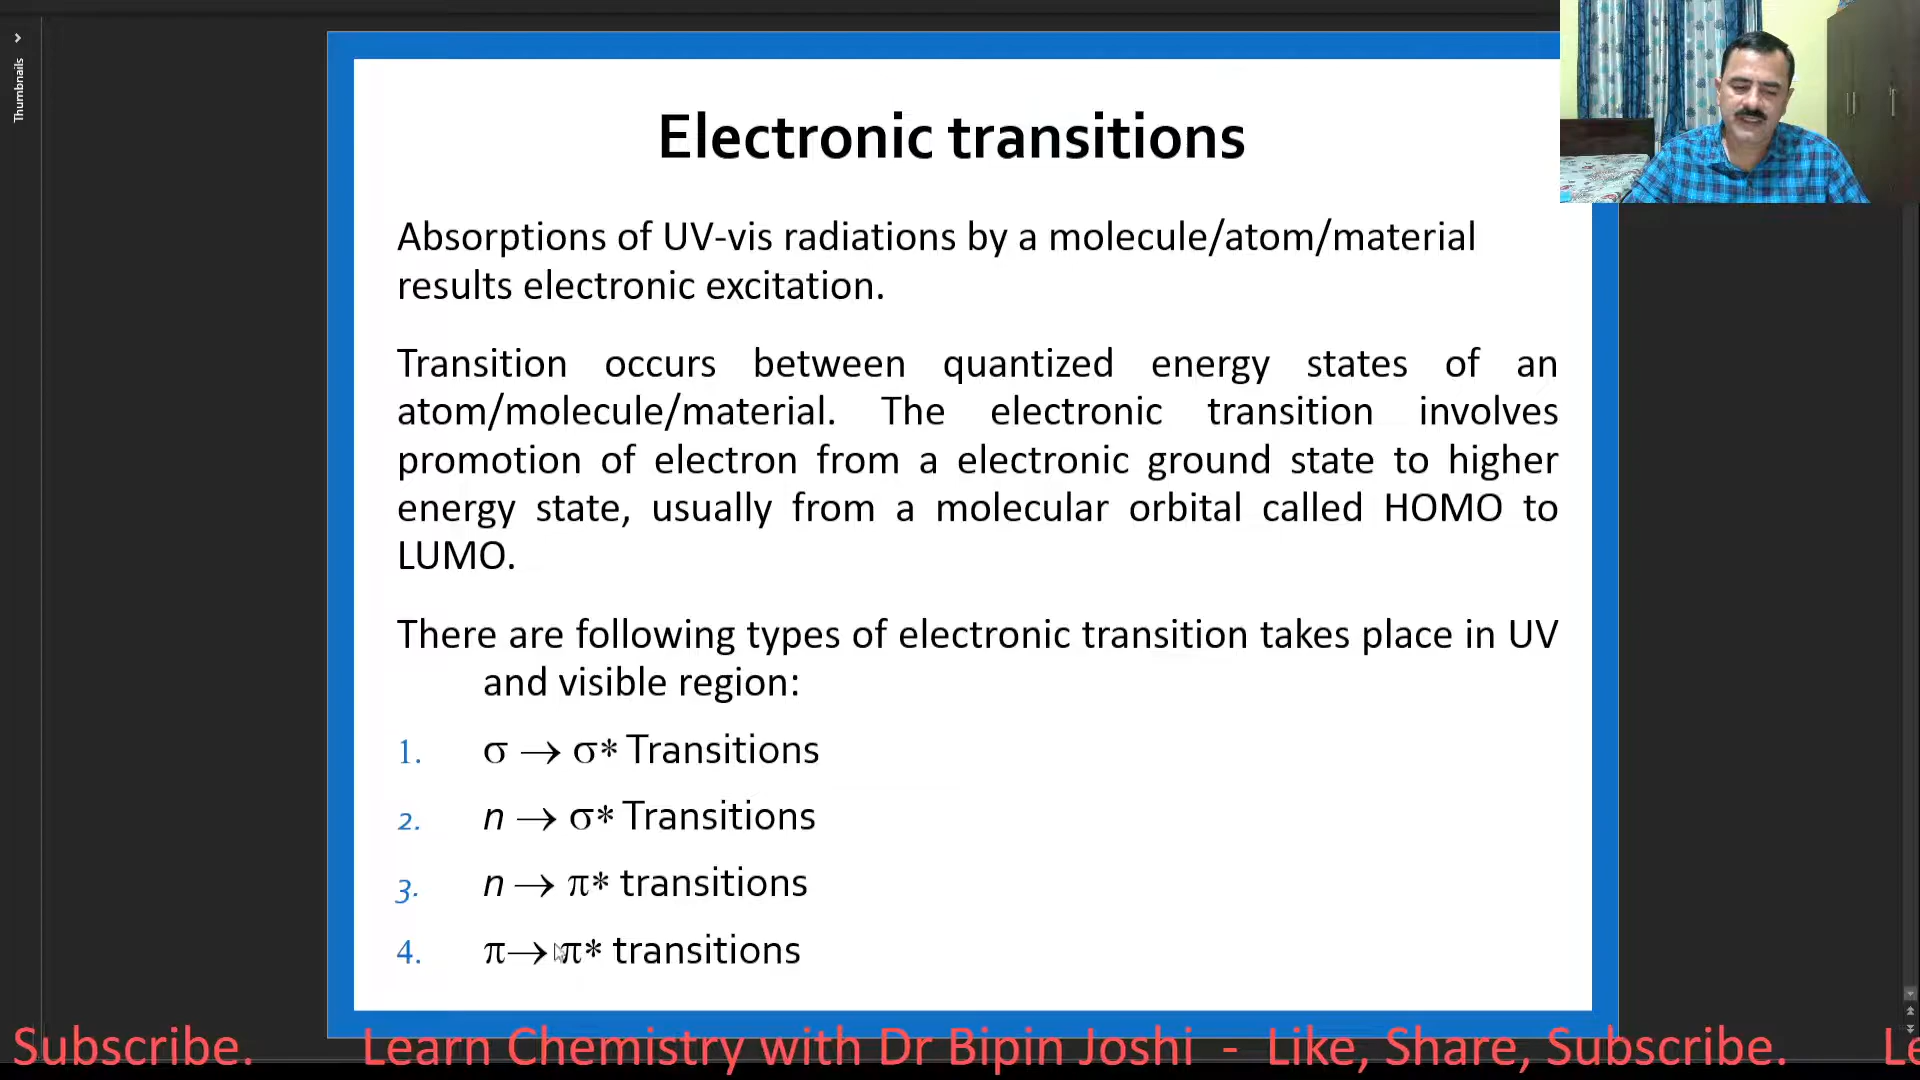 Thumbnails
Electronic transitions
Absorptions of UV-vis radiations by a molecule/atom/material
results electronic excitation.
Transition occurs between quantized energy states of an
atom/molecule/material. The electronic transition involves
promotion of electron from a electronic ground state to higher
energy state, usually from a molecular orbital called HOMO to
LUMO.
There are following types of electronic transition takes place in UV
and visible region:
1. σ → σ* Transitions
2. n → σ* Transitions
3. n → π* transitions
4. π→ π* transitions
Subscribe. Learn Chemistry with Dr Bipin Joshi - Like, Share, Subscribe. Le